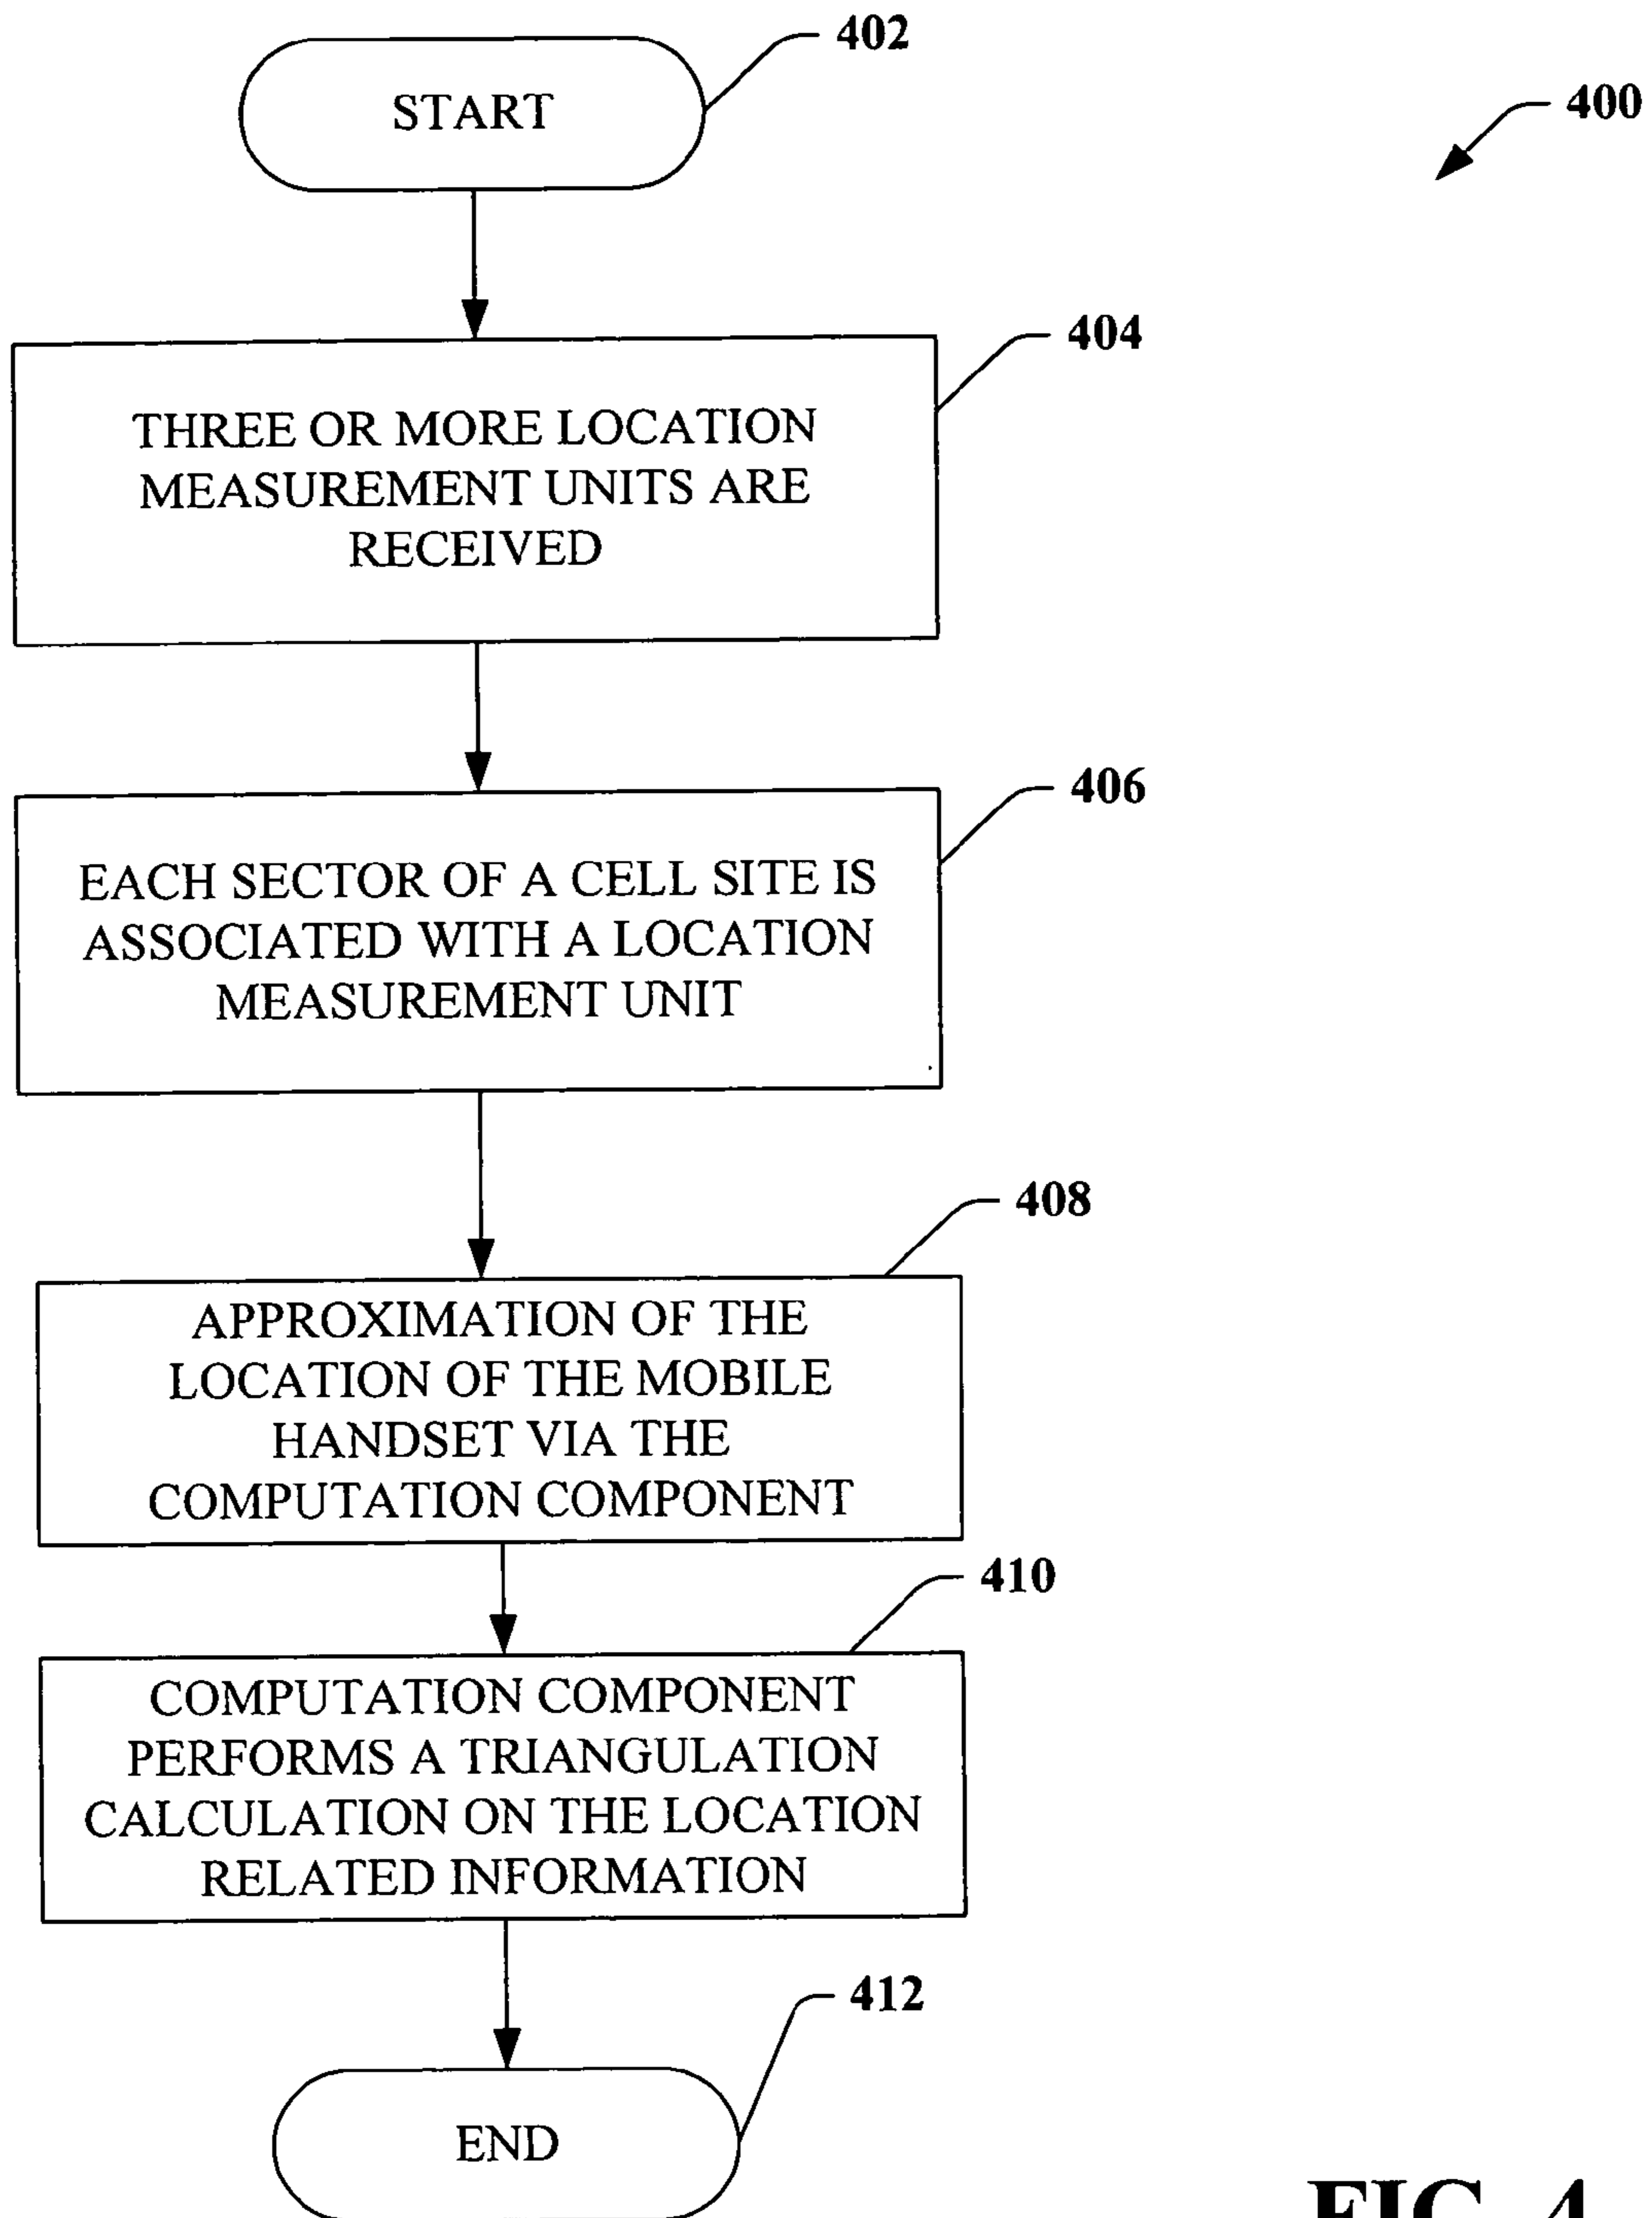 402
START
400
404
THREE OR MORE LOCATION
MEASUREMENT UNITS ARE
RECEIVED
406
EACH SECTOR OF A CELL SITE IS
ASSOCIATED WITH A LOCATION
MEASUREMENT UNIT
408
APPROXIMATION OF THE
LOCATION OF THE MOBILE
HANDSET VIA THE
COMPUTATION COMPONENT
410
COMPUTATION COMPONENT
PERFORMS A TRIANGULATION
CALCULATION ON THE LOCATION
RELATED INFORMATION
412
END
FIG. 4